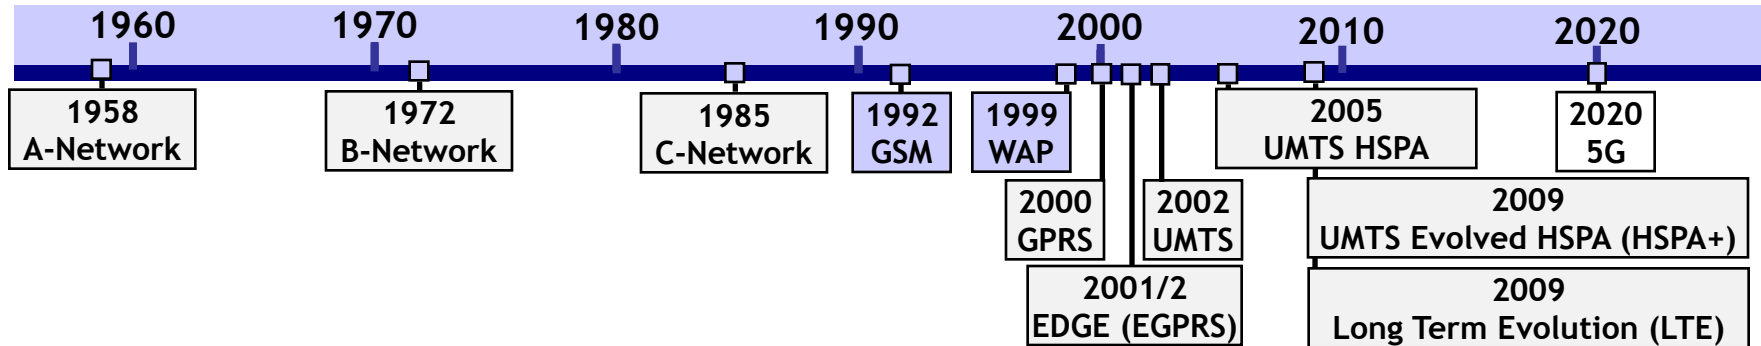 1960
1970
1980
1990
2000
2010
2020
1958
A-Network
1972
B-Network
1985
C-Network
1992
GSM
1999
WAP
2000
GPRS
2001/2
EDGE (EGPRS)
2002
UMTS
2005
UMTS HSPA
2009
UMTS Evolved HSPA (HSPA+)
2009
Long Term Evolution (LTE)
2020
5G